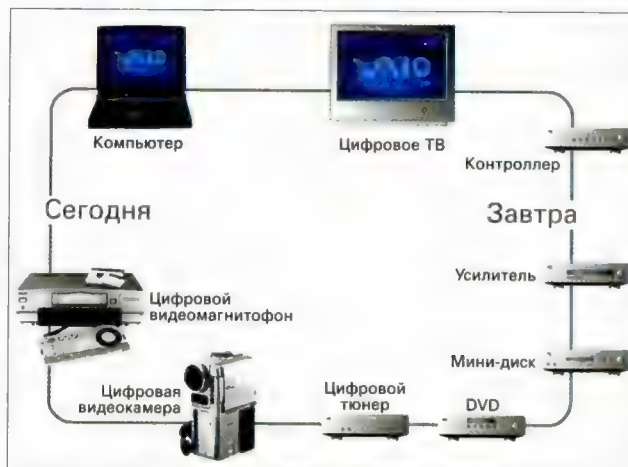 Компьютер
Цифровое ТВ
Контроллер
Сегодня
Завтра
Усилитель
Цифровой
видеомагнитофон
Мини-диск
Цифровая
видеокамера
Цифровой
тюнер
DVD